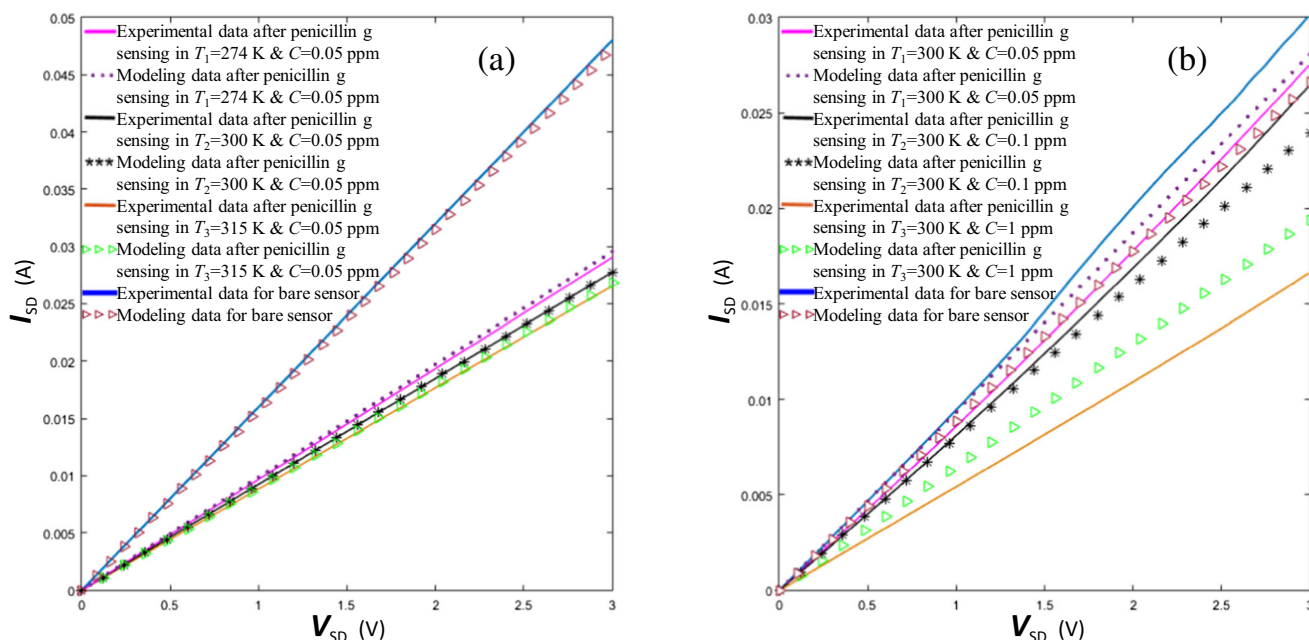 0.05
0.045
0.04
0.035
0.03
0.025
0.02
0.015
0.01
0.005
0
I_SD (A)
(a)
Experimental data after penicillin g
sensing in T₁=274 K & C=0.05 ppm
Modeling data after penicillin g
sensing in T₁=274 K & C=0.05 ppm
Experimental data after penicillin g
sensing in T₂=300 K & C=0.05 ppm
Modeling data after penicillin g
sensing in T₂=300 K & C=0.05 ppm
Experimental data after penicillin g
sensing in T₃=315 K & C=0.05 ppm
Modeling data after penicillin g
sensing in T₃=315 K & C=0.05 ppm
Experimental data for bare sensor
Modeling data for bare sensor
0 0.5 1 1.5 2 2.5 3
V_SD (V)
0.03
0.025
0.02
0.015
0.01
0.005
0
I_SD (A)
(b)
Experimental data after penicillin g
sensing in T₁=300 K & C=0.05 ppm
Modeling data after penicillin g
sensing in T₁=300 K & C=0.05 ppm
Experimental data after penicillin g
sensing in T₂=300 K & C=0.1 ppm
Modeling data after penicillin g
sensing in T₂=300 K & C=0.1 ppm
Experimental data after penicillin g
sensing in T₃=300 K & C=1 ppm
Modeling data after penicillin g
sensing in T₃=300 K & C=1 ppm
Experimental data for bare sensor
Modeling data for bare sensor
0 0.5 1 1.5 2 2.5 3
V_SD (V)